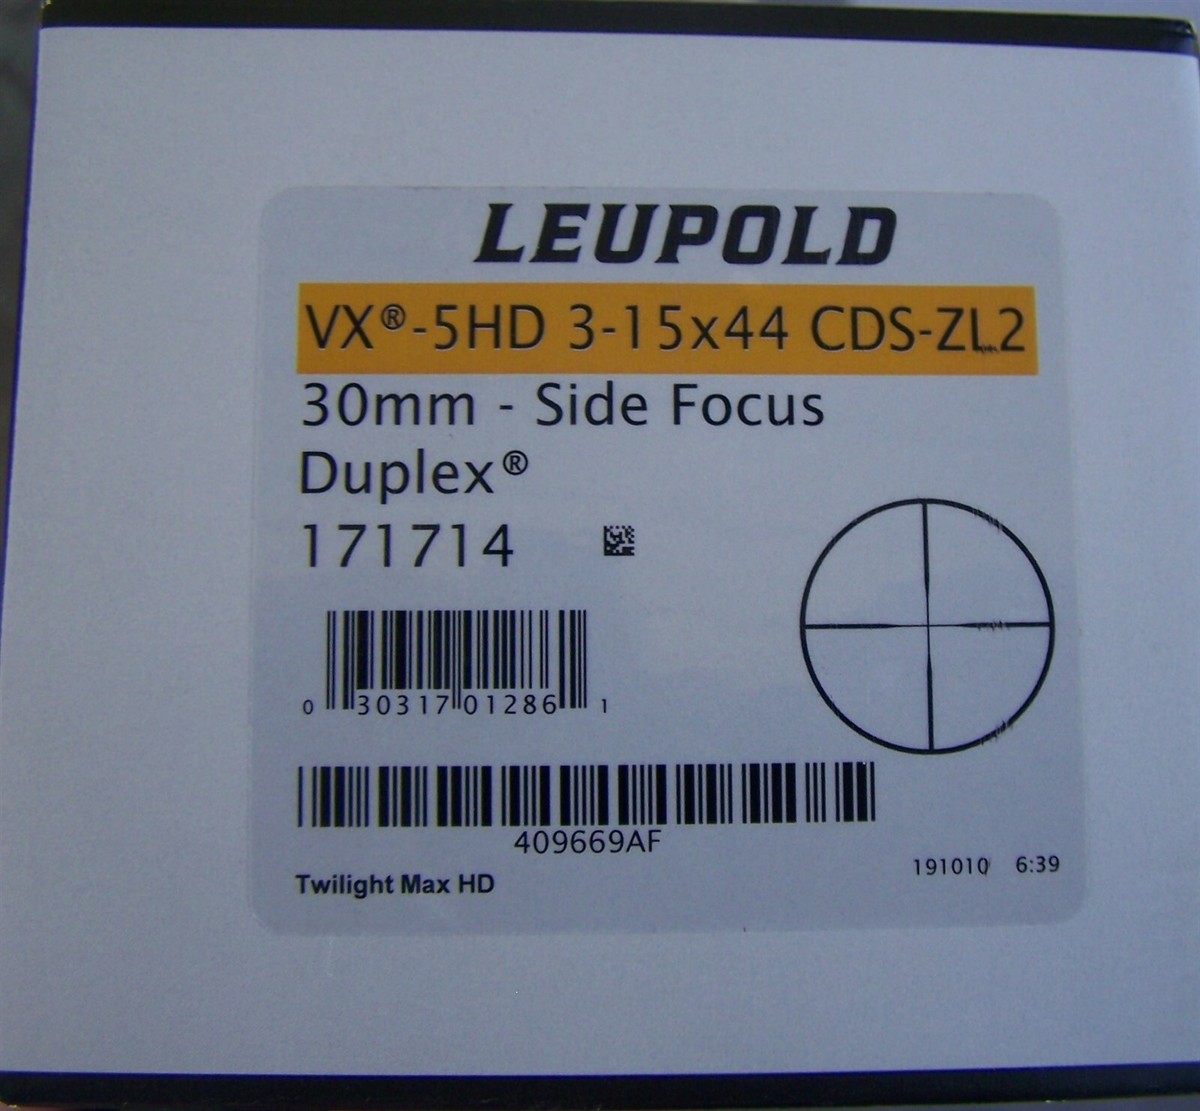 LEUPOLD
VX®-5HD 3-15x44 CDS-ZL2
30mm - Side Focus
Duplex®
171714
0 30317 01286 1
409669AF
191010 6:39
Twilight Max HD